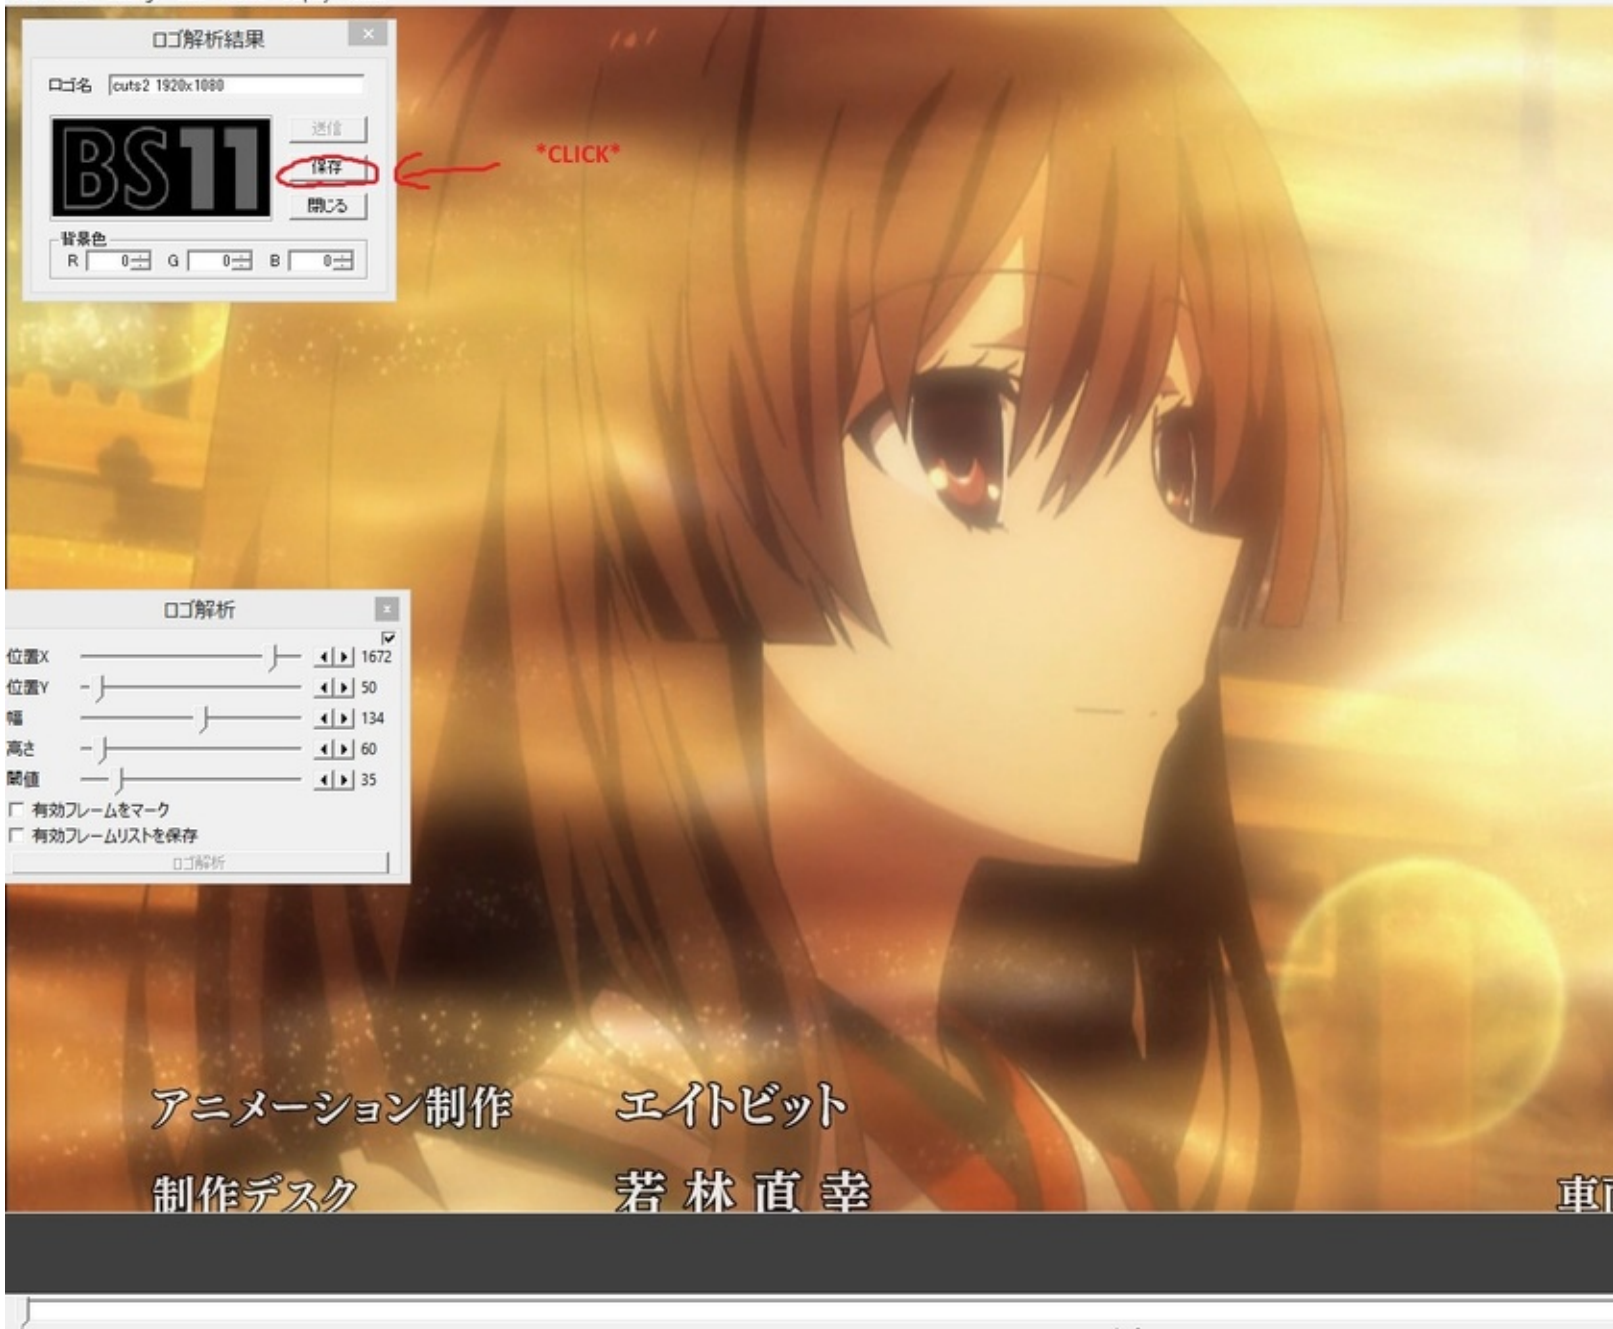 ロゴ解析結果
ロゴ名 cuts2 1920x1080
BS11
送信
保存
*CLICK*
閉じる
背景色
R 0 G 0 B 0
ロゴ解析
位置X 1672
位置Y 50
幅 134
高さ 60
閾値 35
有効フレームをマーク
有効フレームリストを保存
ロゴ解析
アニメーション制作 エイトビット
制作デスク 若林直幸